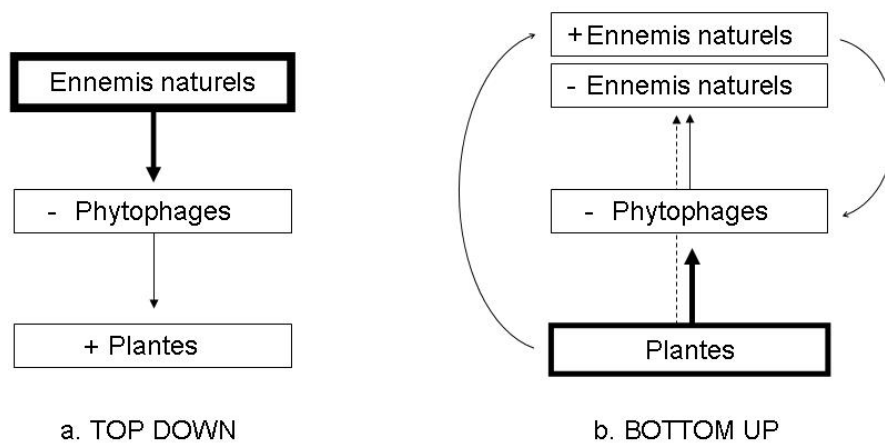 Ennemis naturels
- Phytophages
+ Plantes
a. TOP DOWN
+ Ennemis naturels
- Ennemis naturels
- Phytophages
Plantes
b. BOTTOM UP